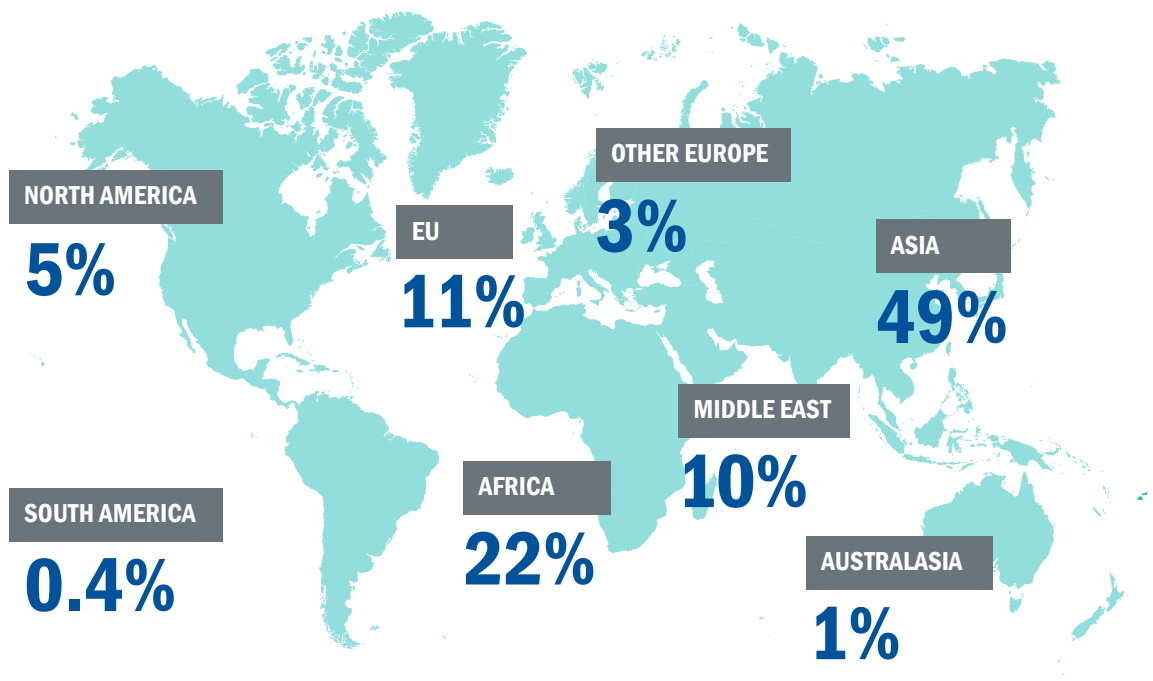 OTHER EUROPE
3%
NORTH AMERICA
5%
EU
11%
ASIA
49%
MIDDLE EAST
10%
AFRICA
22%
SOUTH AMERICA
0.4%
AUSTRALASIA
1%